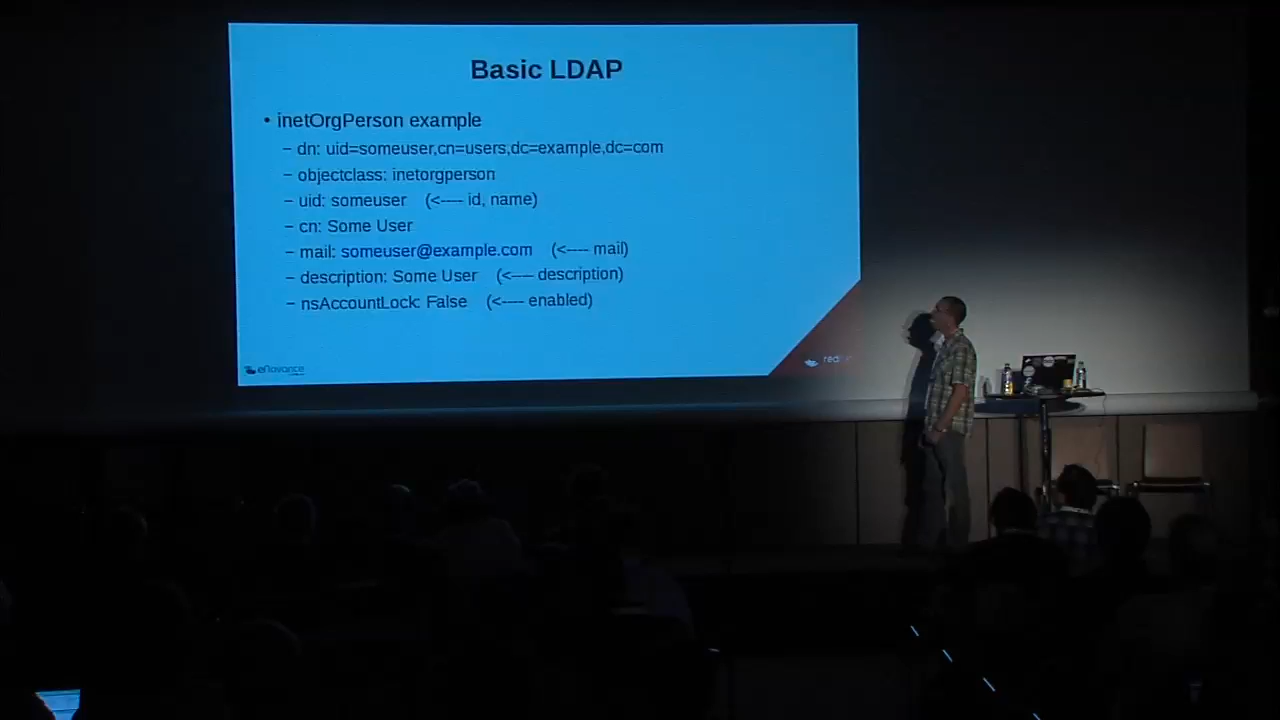 Basic LDAP
• inetOrgPerson example
– dn: uid=someuser,cn=users,dc=example,dc=com
– objectclass: inetorgperson
– uid: someuser (<---- id, name)
– cn: Some User
– mail: someuser@example.com (<---- mail)
– description: Some User (<---- description)
– nsAccountLock: False (<---- enabled)
eNovance